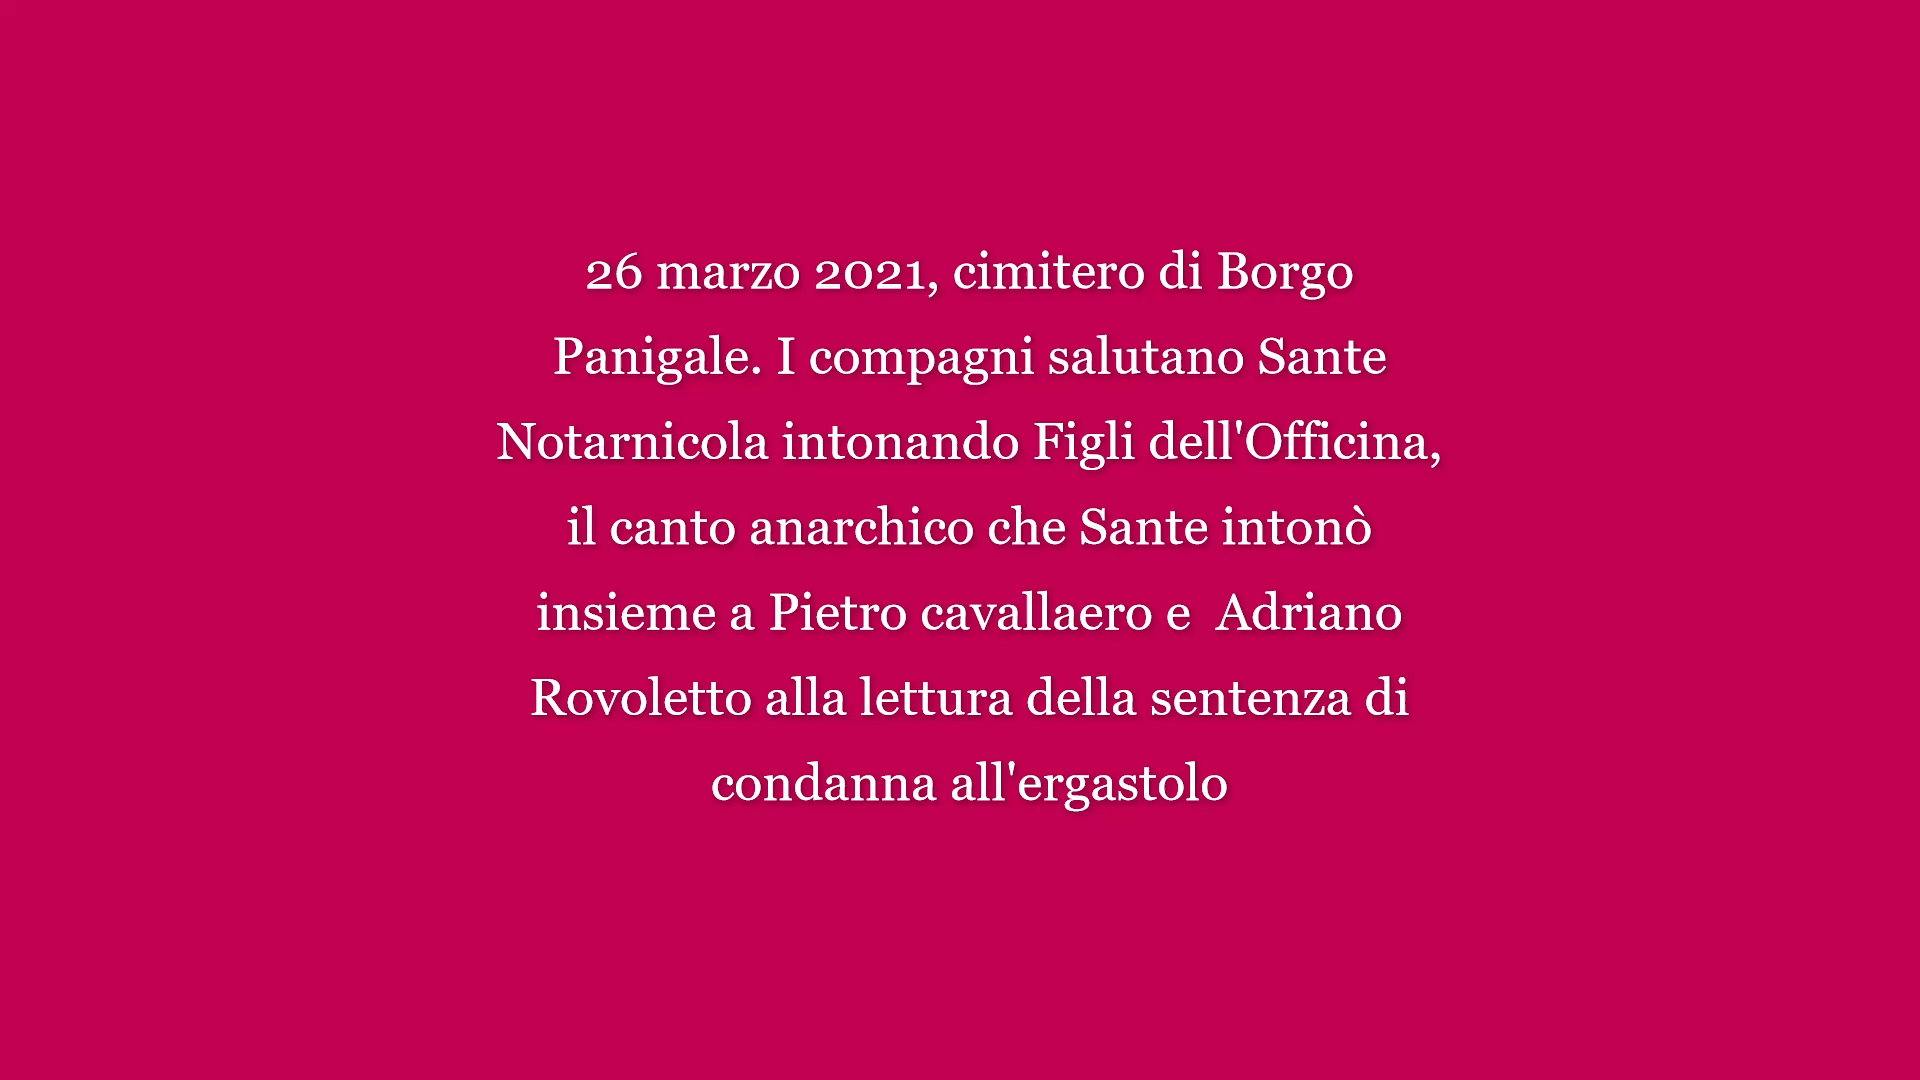 26 marzo 2021, cimitero di Borgo
Panigale. I compagni salutano Sante
Notarnicola intonando Figli dell'Officina,
il canto anarchico che Sante intonò
insieme a Pietro cavallaero e  Adriano
Rovoletto alla lettura della sentenza di
condanna all'ergastolo